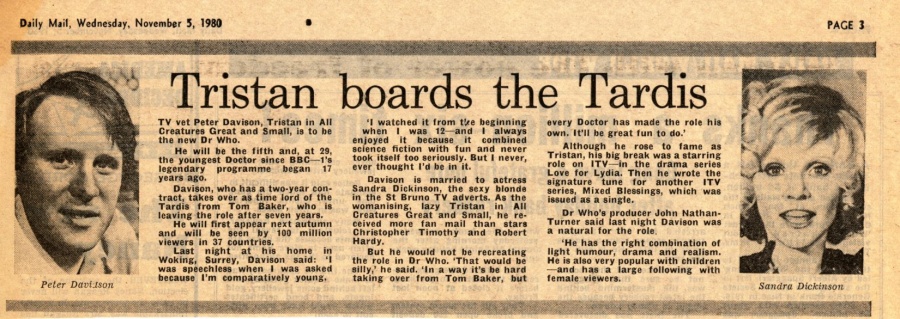 Daily Mail, Wednesday, November 5, 1980
PAGE 3
Tristan boards the Tardis
TV vet Peter Davison, Tristan in All
Creatures Great and Small, is to be
the new Dr Who.
He will be the fifth and, at 29,
the youngest Doctor since BBC—1's
legendary programme began 17
years ago.
Davison, who has a two-year con-
tract, takes over as time lord of the
Tardis from Tom Baker, who is
leaving the role after seven years.
He will first appear next autumn
and will be seen by 100 million
viewers in 37 countries.
Last night at his home in
Woking, Surrey, Davison said: 'I
was speechless when I was asked
because I'm comparatively young.
'I watched it from the beginning
when I was 12—and I always
enjoyed it because it combined
science fiction with fun and never
took itself too seriously. But I never,
ever thought I'd be in it.
Davison is married to actress
Sandra Dickinson, the sexy blonde
in the St Bruno TV adverts. As the
womanising, lazy Tristan in All
Creatures Great and Small, he re-
ceived more fan mail than stars
Christopher Timothy and Robert
Hardy.
But he would not be recreating
the role in Dr Who. 'That would be
silly,' he said. 'In a way it's hard
taking over from Tom Baker, but
every Doctor has made the role his
own. It'll be great fun to do.'
Although he rose to fame as
Tristan, his big break was a starring
role on ITV—in the drama series
Love for Lydia. Then he wrote the
signature tune for another ITV
series, Mixed Blessings, which was
issued as a single.
Dr Who's producer John Nathan-
Turner said last night Davison was
a natural for the role.
'He has the right combination of
light humour, drama and realism.
He is also very popular with children
—and has a large following with
female viewers.
Peter Davison
Sandra Dickinson